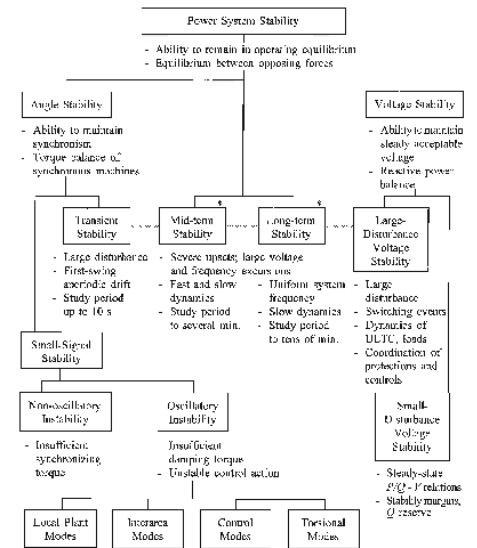 Power System Stability
- Ability to remain in operating equilibrium
- Equilibrium between opposing forces
Angle Stability
- Ability to maintain
synchronism
- Torque balance of
synchronous machines
Voltage Stability
- Ability to maintain
steady acceptable
voltage
- Reactive power
balance
Transient
Stability
- Large disturbance
- First-swing
aperiodic drift
- Study period
up to 10 s
Mid-term
Stability
*
Long-term
Stability
*
- Severe upsets; large voltage
and frequency excursions
- Fast and slow
dynamics
- Study period
to several min.
- Uniform system
frequency
- Slow dynamics
- Study period
to tens of min.
Large-
Disturbance
Voltage
Stability
- Large
disturbance
- Switching events
- Dynamics of
ULTC, loads
- Coordination of
protections and
controls
Small-Signal
Stability
Non-oscillatory
Instability
- Insufficient
synchronizing
torque
Oscillatory
Instability
Insufficient
damping torque
- Unstable control action
Small-
Disturbance
Voltage
Stability
- Steady-state
P/Q - V relations
- Stability margins,
Q reserve
Local Plant
Modes
Interarea
Modes
Control
Modes
Torsional
Modes